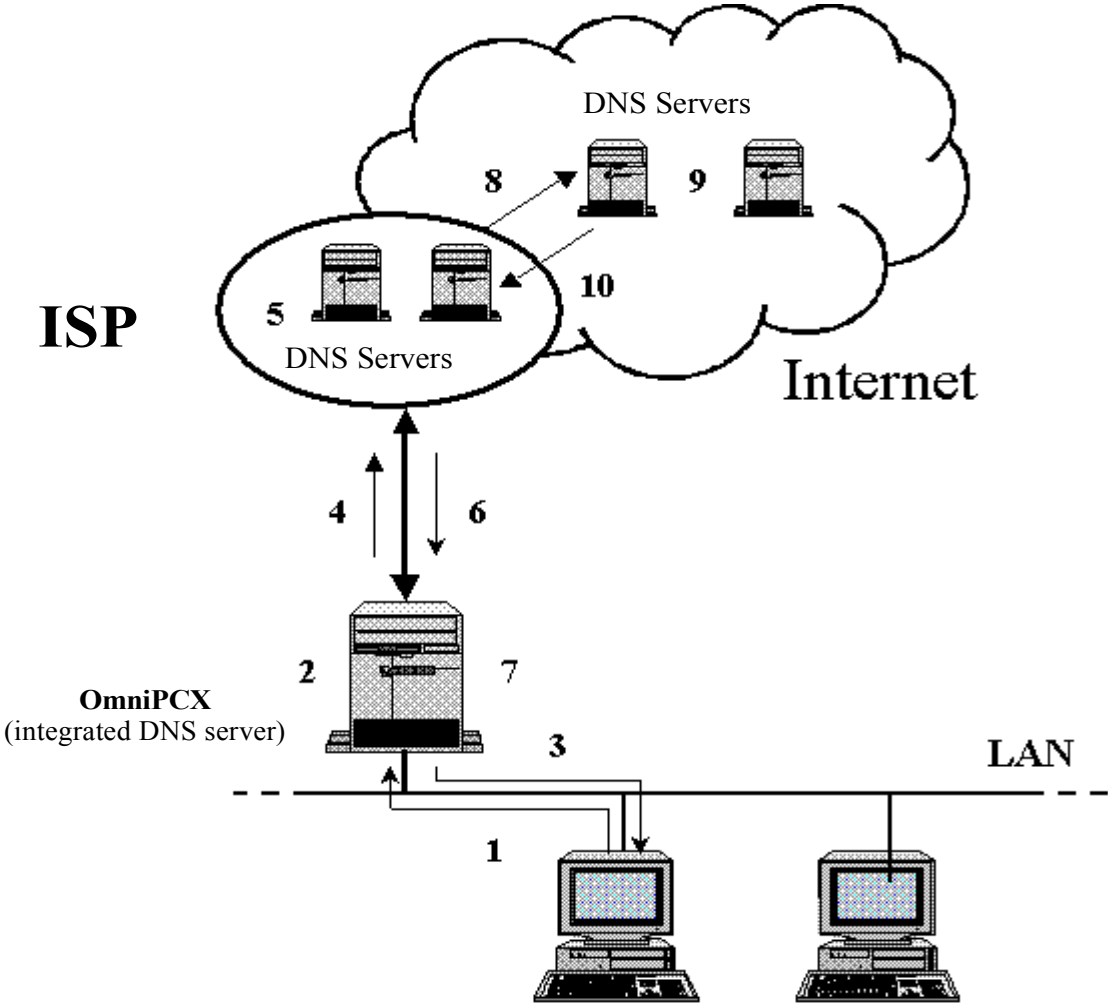 DNS Servers
8
9
10
ISP
5
DNS Servers
Internet
4
6
2
7
OmniPCX
(integrated DNS server)
3
LAN
1